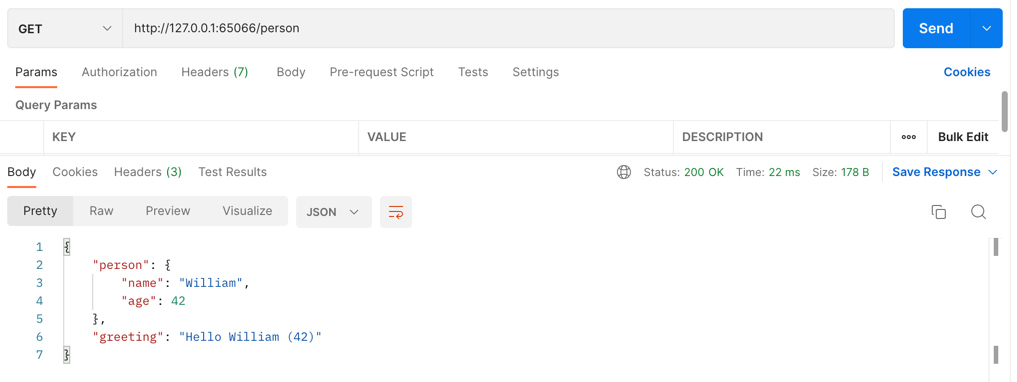 GET http://127.0.0.1:65066/person Send
Params Authorization Headers (7) Body Pre-request Script Tests Settings Cookies
Query Params
KEY VALUE DESCRIPTION ooo Bulk Edit
Body Cookies Headers (3) Test Results Status: 200 OK Time: 22 ms Size: 178 B Save Response
Pretty Raw Preview Visualize JSON
1 {
2 "person": {
3 "name": "William",
4 "age": 42
5 },
6 "greeting": "Hello William (42)"
7 }